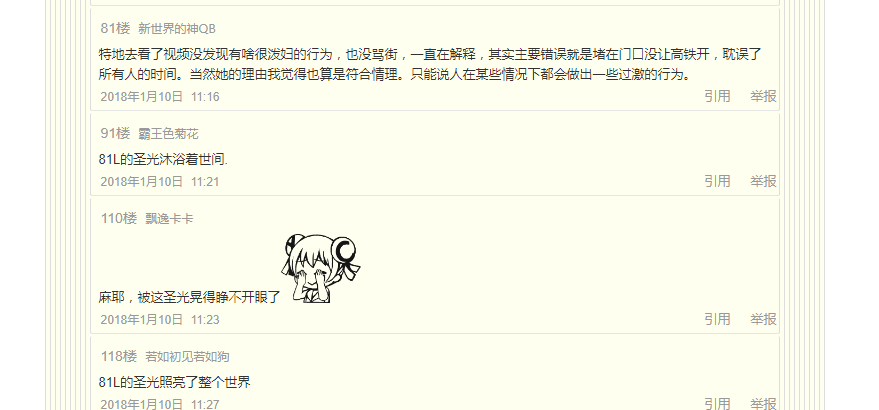 81楼 新世界的神QB
特地去看了视频没发现有啥很泼妇的行为，也没骂街，一直在解释，其实主要错误就是堵在门口没让高铁开，耽误了
所有人的时间。当然她的理由我觉得也算是符合情理。只能说人在某些情况下都会做出一些过激的行为。
2018年1月10日 11:16 引用 举报
91楼 霸王色菊花
81L的圣光沐浴着世间.
2018年1月10日 11:21 引用 举报
110楼 飘逸卡卡
麻耶，被这圣光晃得睁不开眼了
2018年1月10日 11:23 引用 举报
118楼 若如初见若如狗
81L的圣光照亮了整个世界
2018年1月10日 11:27 引用 举报